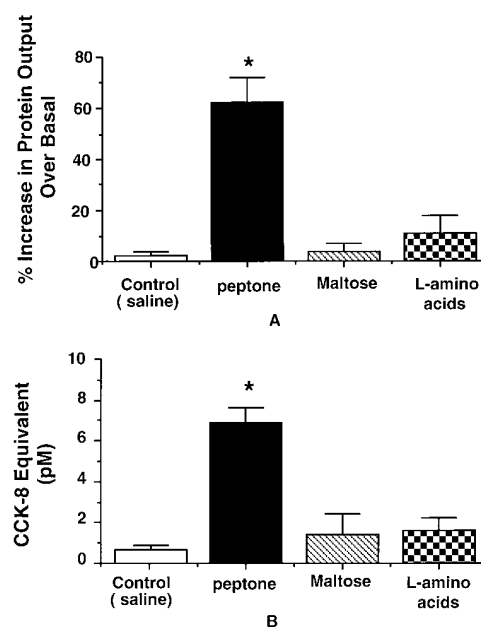 % Increase in Protein Output
Over Basal
80
60
40
20
0
*
Control
( saline)
peptone
Maltose
L-amino
acids
A
CCK-8 Equivalent
(pM)
10
8
6
4
2
0
*
Control
( saline)
peptone
Maltose
L-amino
acids
B